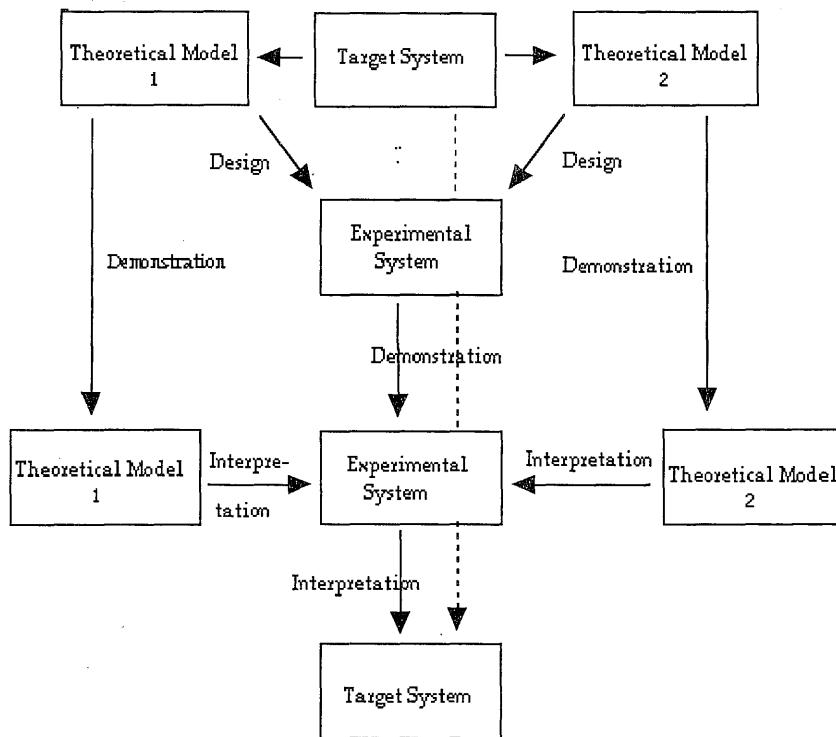 Theoretical Model
1
Target System
Theoretical Model
2
Design
Design
Experimental
System
Demonstration
Demonstration
Demonstration
Theoretical Model
1
Interpre-
tation
Experimental
System
Interpretation
Theoretical Model
2
Interpretation
Target System